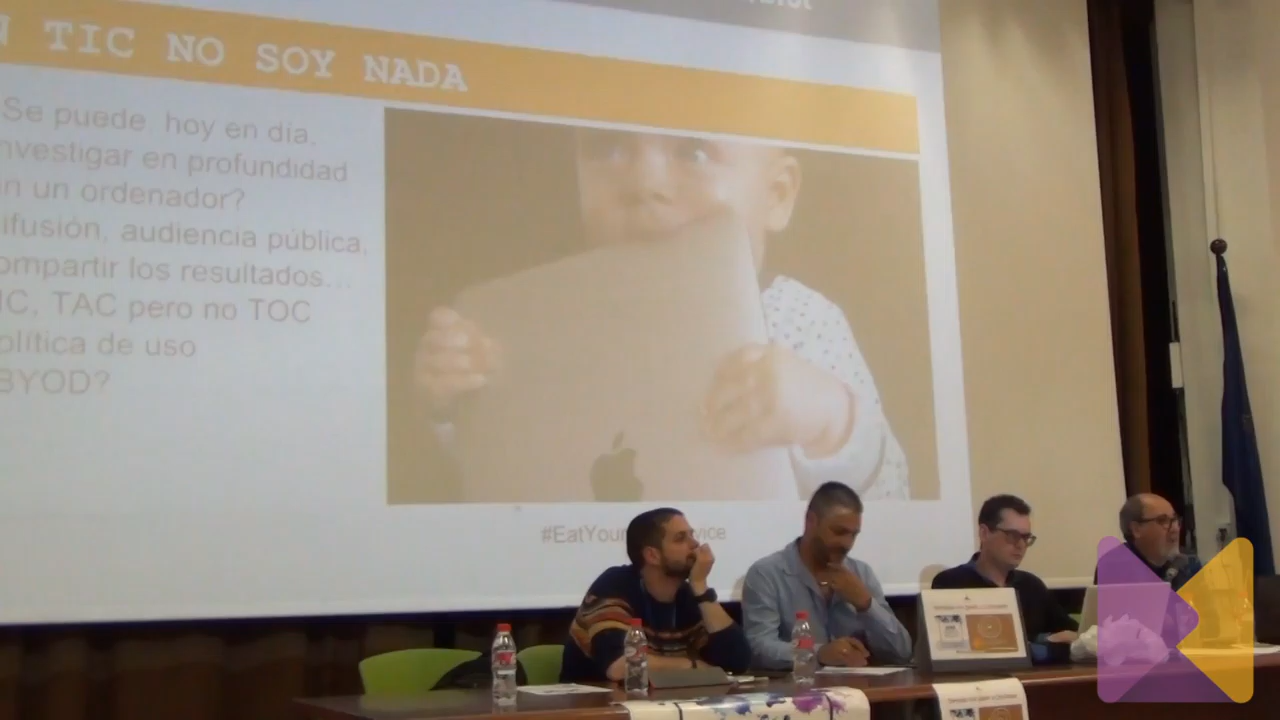 TIC NO SOY NADA
Se puede, hoy en día,
nvestigar en profundidad
n un ordenador?
ifusión, audiencia pública,
ompartir los resultados...
IC, TAC pero no TOC
olítica de uso
BYOD?
#EatYour vice